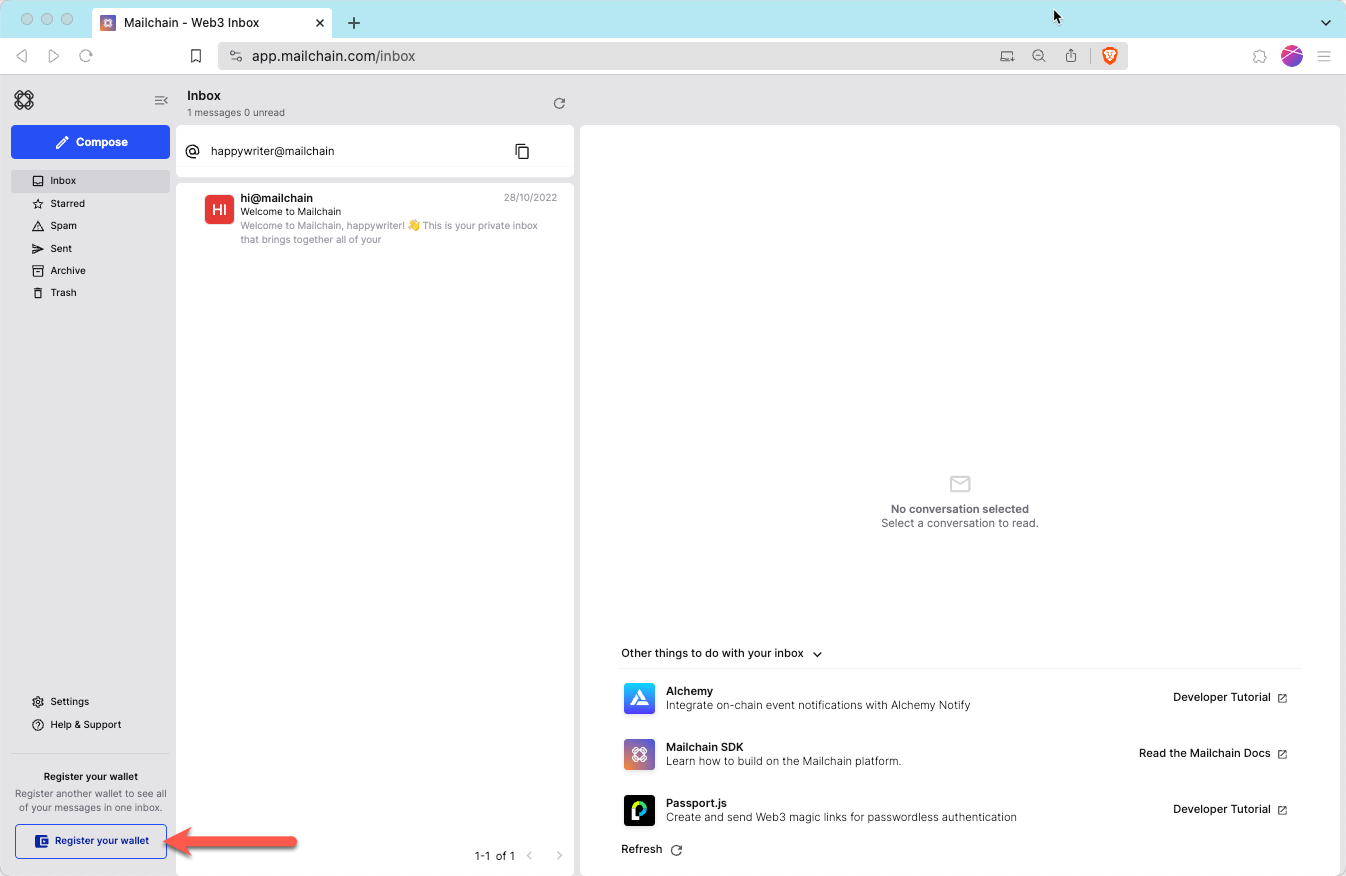 Mailchain - Web3 Inbox
app.mailchain.com/inbox
Inbox
1 messages 0 unread
Compose
happywriter@mailchain
Inbox
Starred
Spam
Sent
Archive
Trash
HI
hi@mailchain
28/10/2022
Welcome to Mailchain
Welcome to Mailchain, happywriter! 👋 This is your private inbox
that brings together all of your
No conversation selected
Select a conversation to read.
Other things to do with your inbox
Alchemy
Integrate on-chain event notifications with Alchemy Notify
Developer Tutorial
Mailchain SDK
Learn how to build on the Mailchain platform.
Read the Mailchain Docs
Passport.js
Create and send Web3 magic links for passwordless authentication
Developer Tutorial
Refresh
Settings
Help & Support
Register your wallet
Register another wallet to see all
of your messages in one inbox.
Register your wallet
1-1 of 1